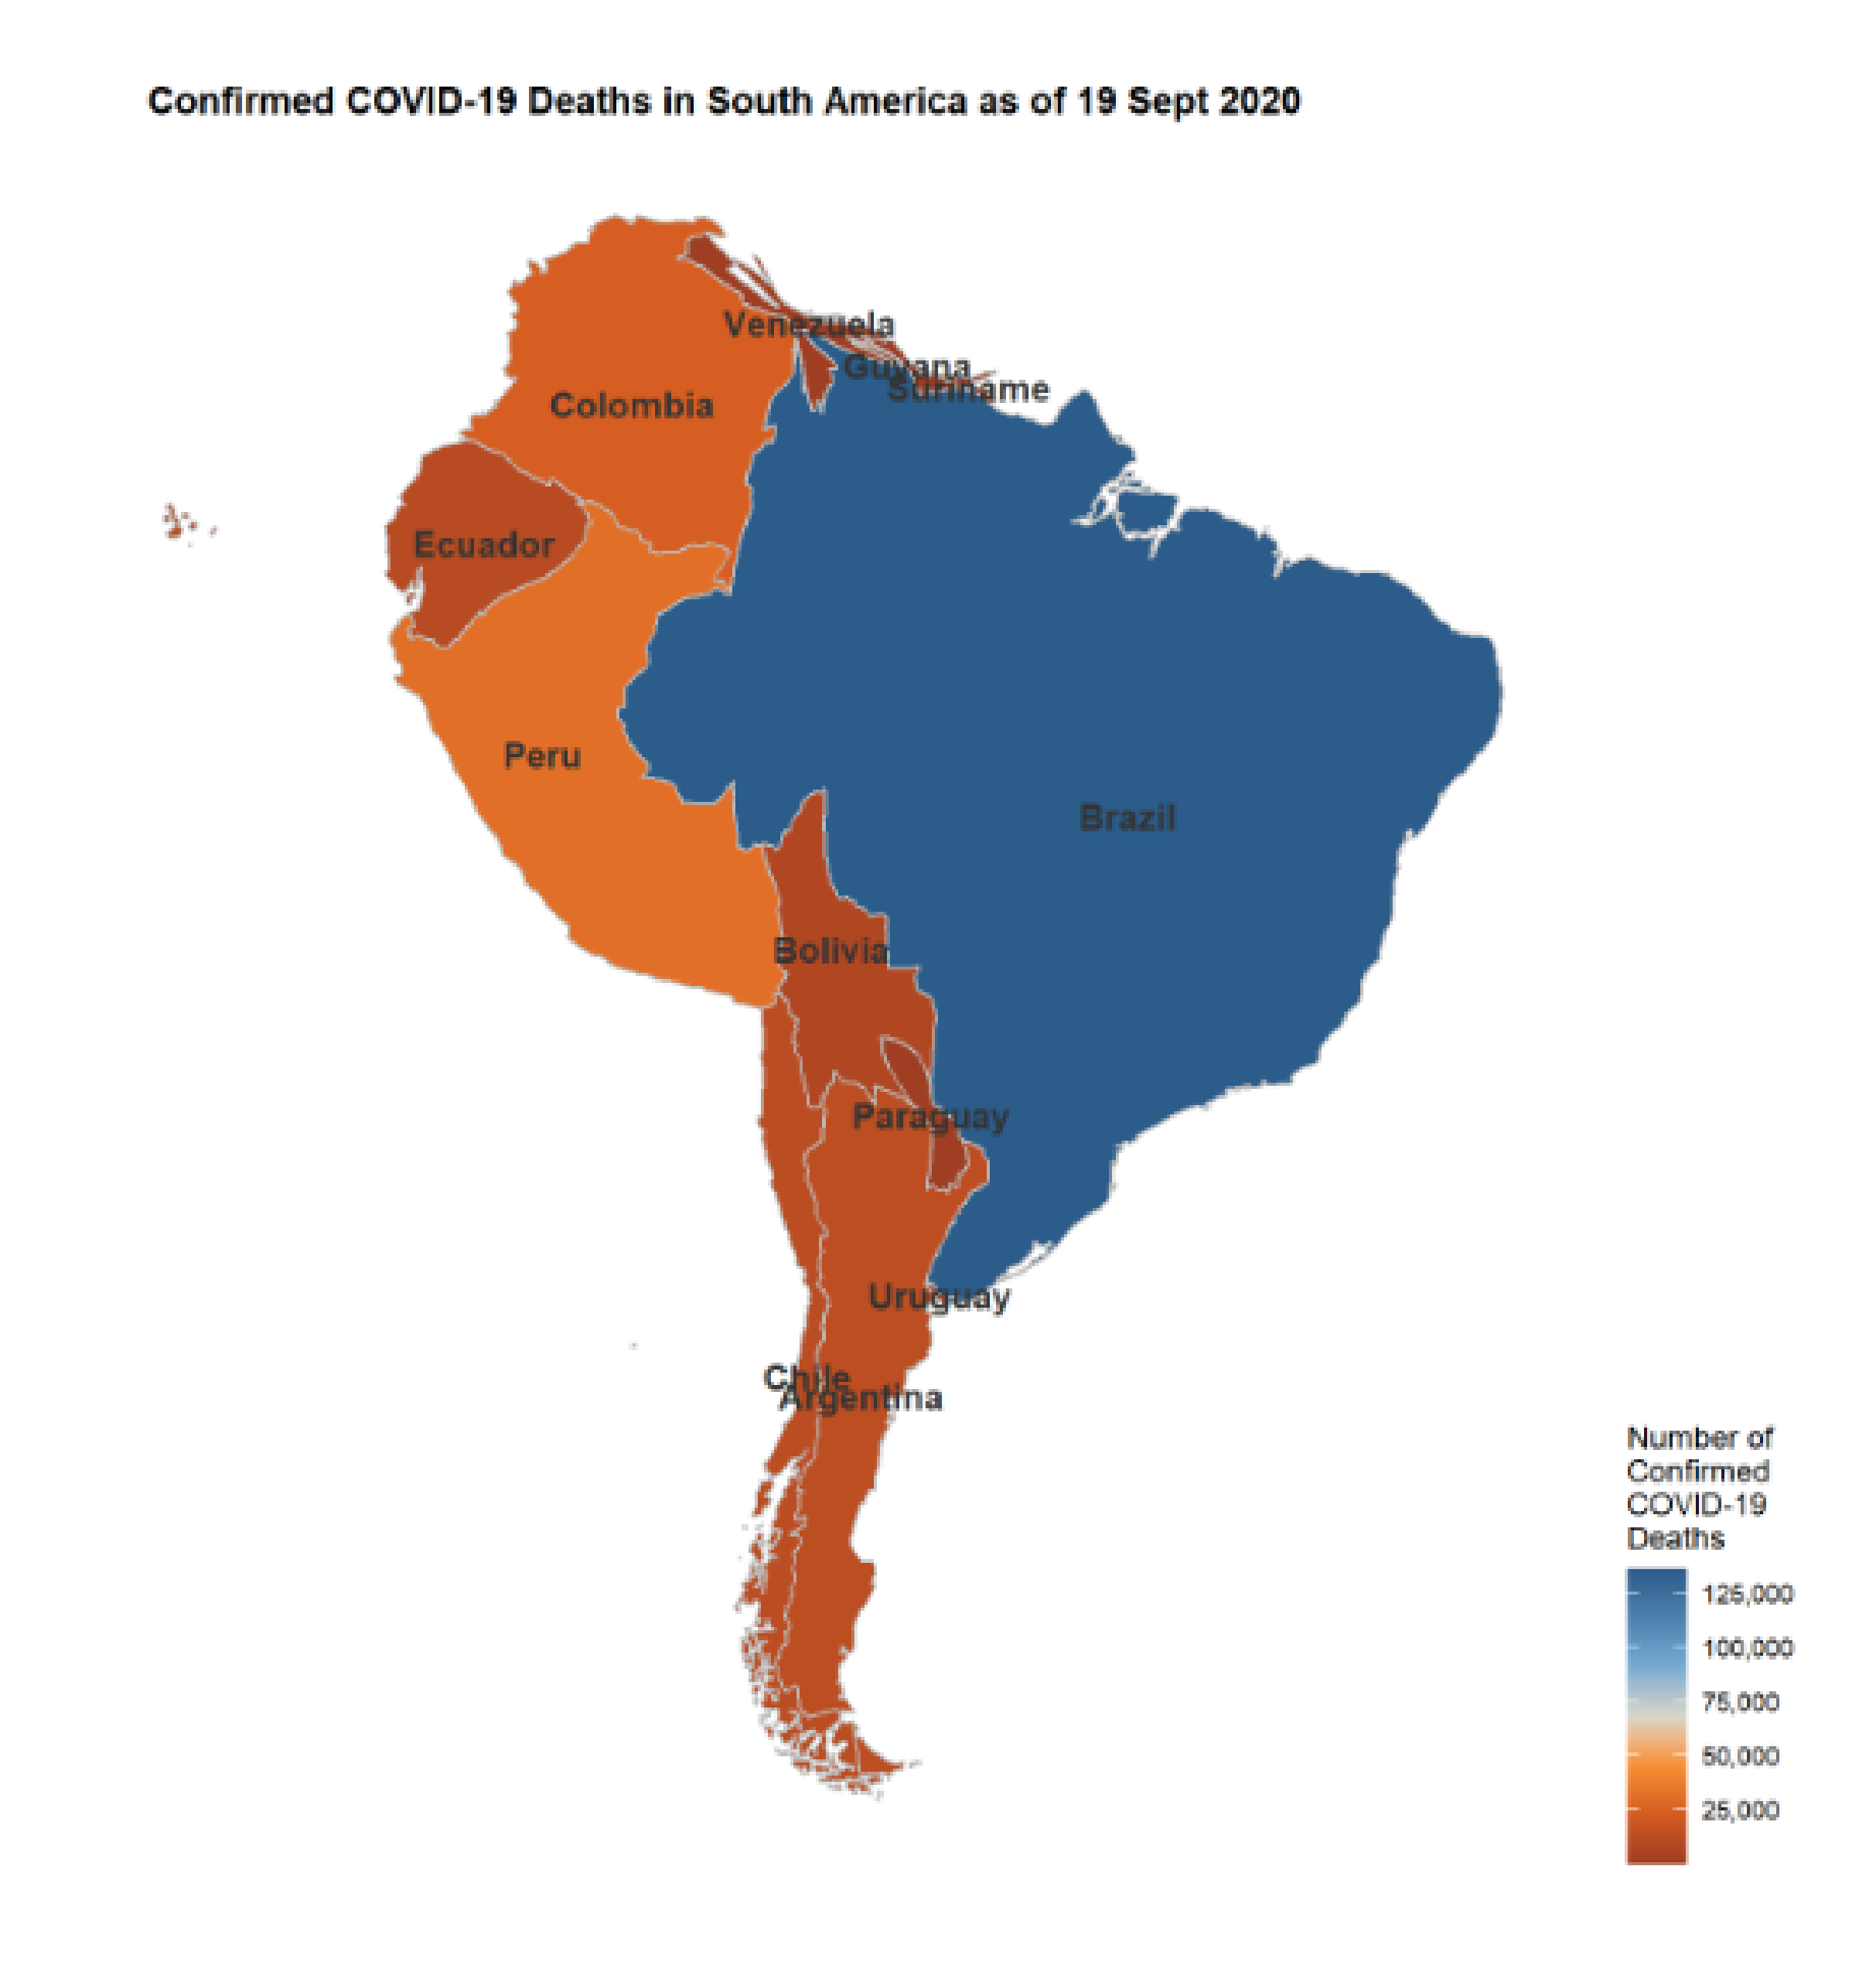 Confirmed COVID-19 Deaths in South America as of 19 Sept 2020
Venezuela
Guyana
Suriname
Colombia
Ecuador
Peru
Brazil
Bolivia
Paraguay
Uruguay
Chile
Argentina
Number of
Confirmed
COVID-19
Deaths
125,000
100,000
75,000
50,000
25,000